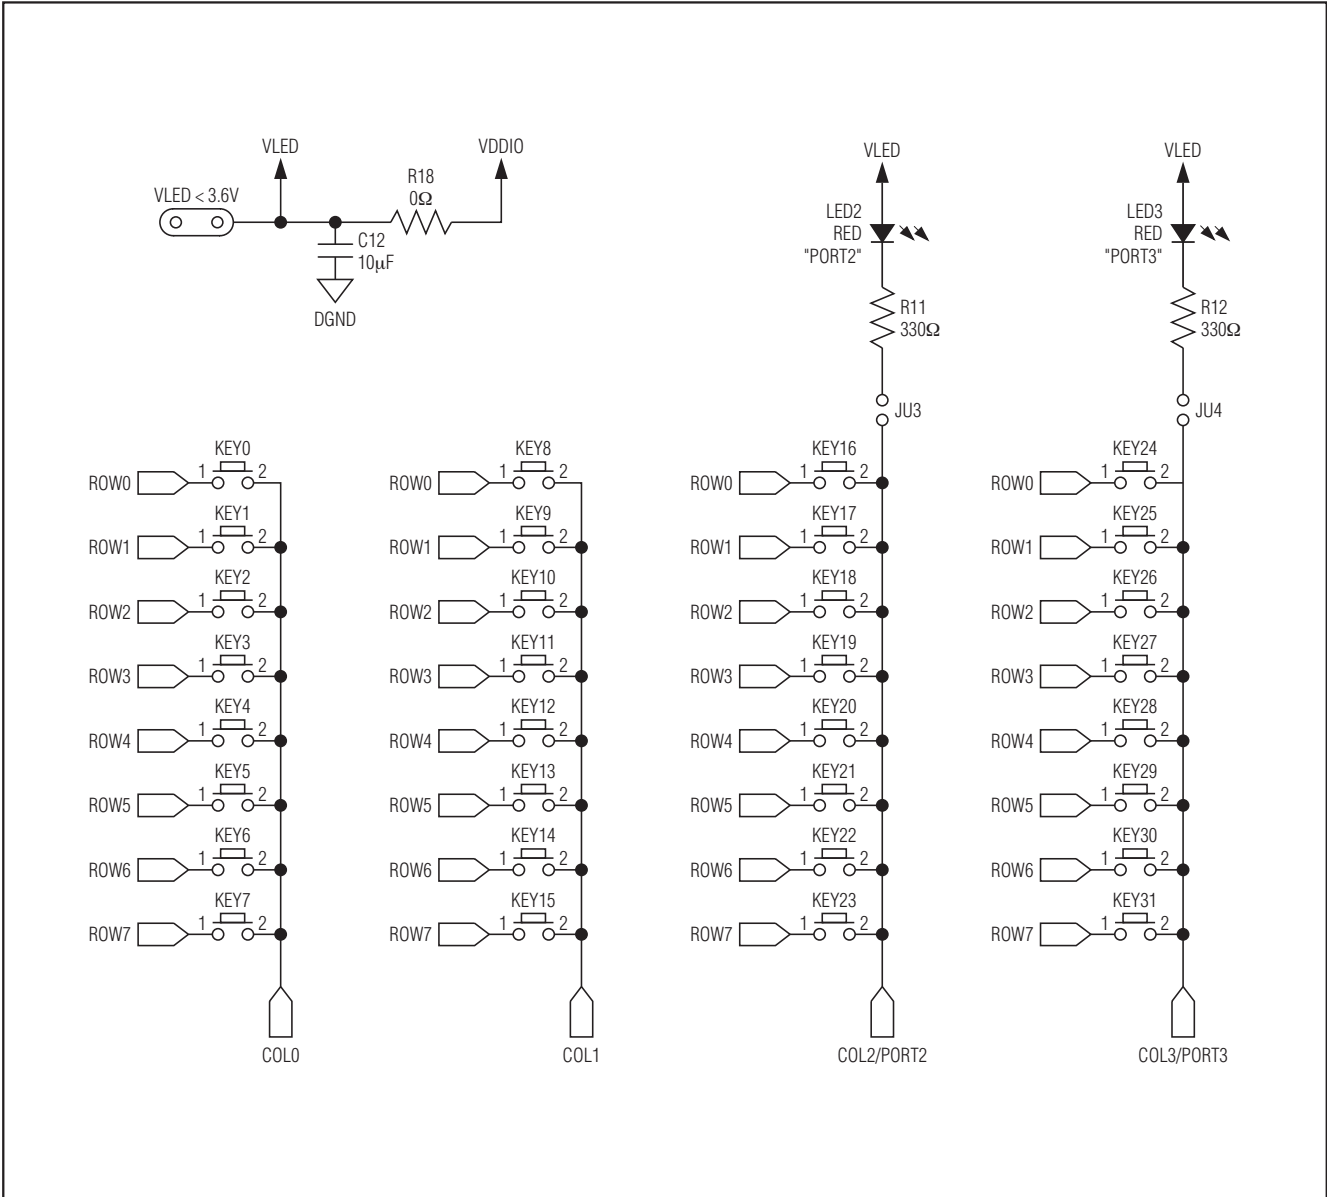 VLED
VDDIO
VLED
VLED
VLED < 3.6V
R18
0Ω
C12
10µF
DGND
LED2
RED
"PORT2"
LED3
RED
"PORT3"
R11
330Ω
R12
330Ω
JU3
JU4
KEY0
KEY8
KEY16
KEY24
ROW0 1 2
ROW0 1 2
ROW0 1 2
ROW0 1 2
KEY1
KEY9
KEY17
KEY25
ROW1 1 2
ROW1 1 2
ROW1 1 2
ROW1 1 2
KEY2
KEY10
KEY18
KEY26
ROW2 1 2
ROW2 1 2
ROW2 1 2
ROW2 1 2
KEY3
KEY11
KEY19
KEY27
ROW3 1 2
ROW3 1 2
ROW3 1 2
ROW3 1 2
KEY4
KEY12
KEY20
KEY28
ROW4 1 2
ROW4 1 2
ROW4 1 2
ROW4 1 2
KEY5
KEY13
KEY21
KEY29
ROW5 1 2
ROW5 1 2
ROW5 1 2
ROW5 1 2
KEY6
KEY14
KEY22
KEY30
ROW6 1 2
ROW6 1 2
ROW6 1 2
ROW6 1 2
KEY7
KEY15
KEY23
KEY31
ROW7 1 2
ROW7 1 2
ROW7 1 2
ROW7 1 2
COL0
COL1
COL2/PORT2
COL3/PORT3